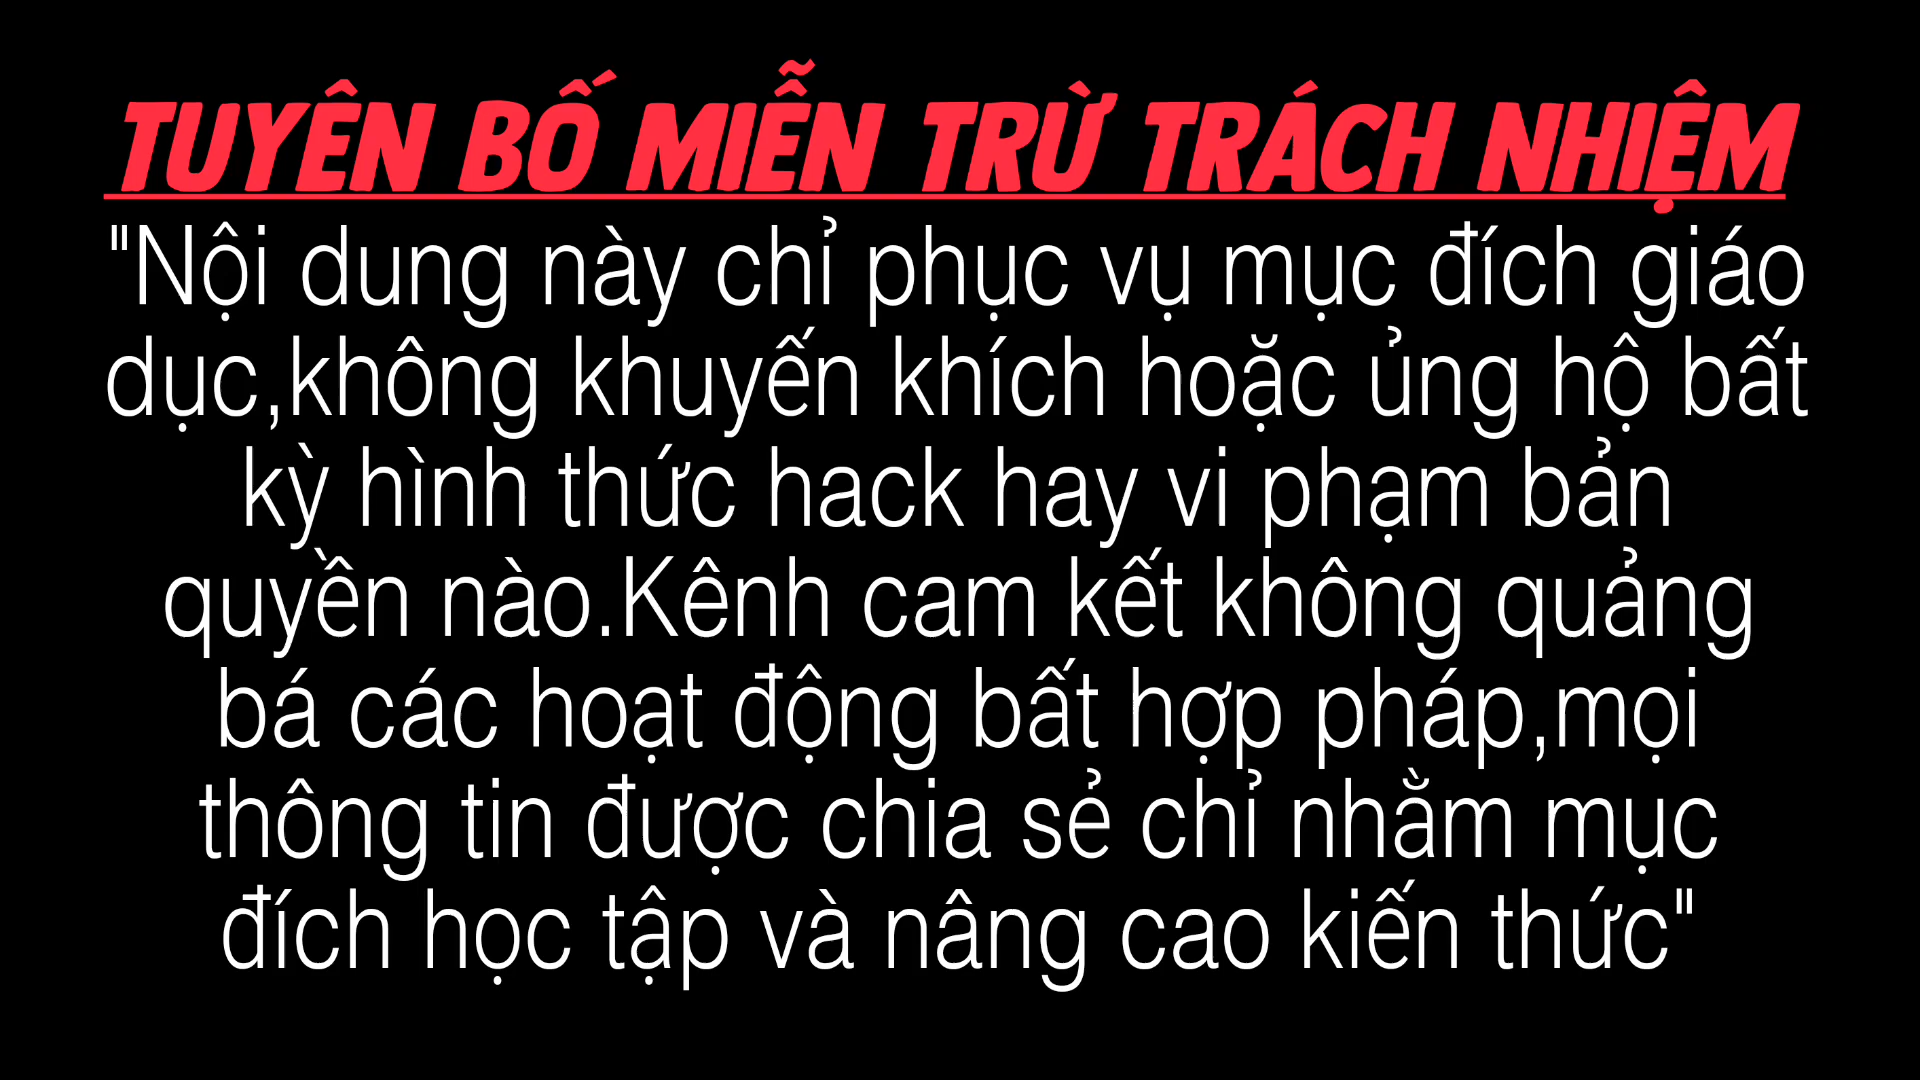 TUYÊN BỐ MIỄN TRỪ TRÁCH NHIỆM
"Nội dung này chỉ phục vụ mục đích giáo
dục,không khuyến khích hoặc ủng hộ bất
kỳ hình thức hack hay vi phạm bản
quyền nào.Kênh cam kết không quảng
bá các hoạt động bất hợp pháp,mọi
thông tin được chia sẻ chỉ nhằm mục
đích học tập và nâng cao kiến thức"